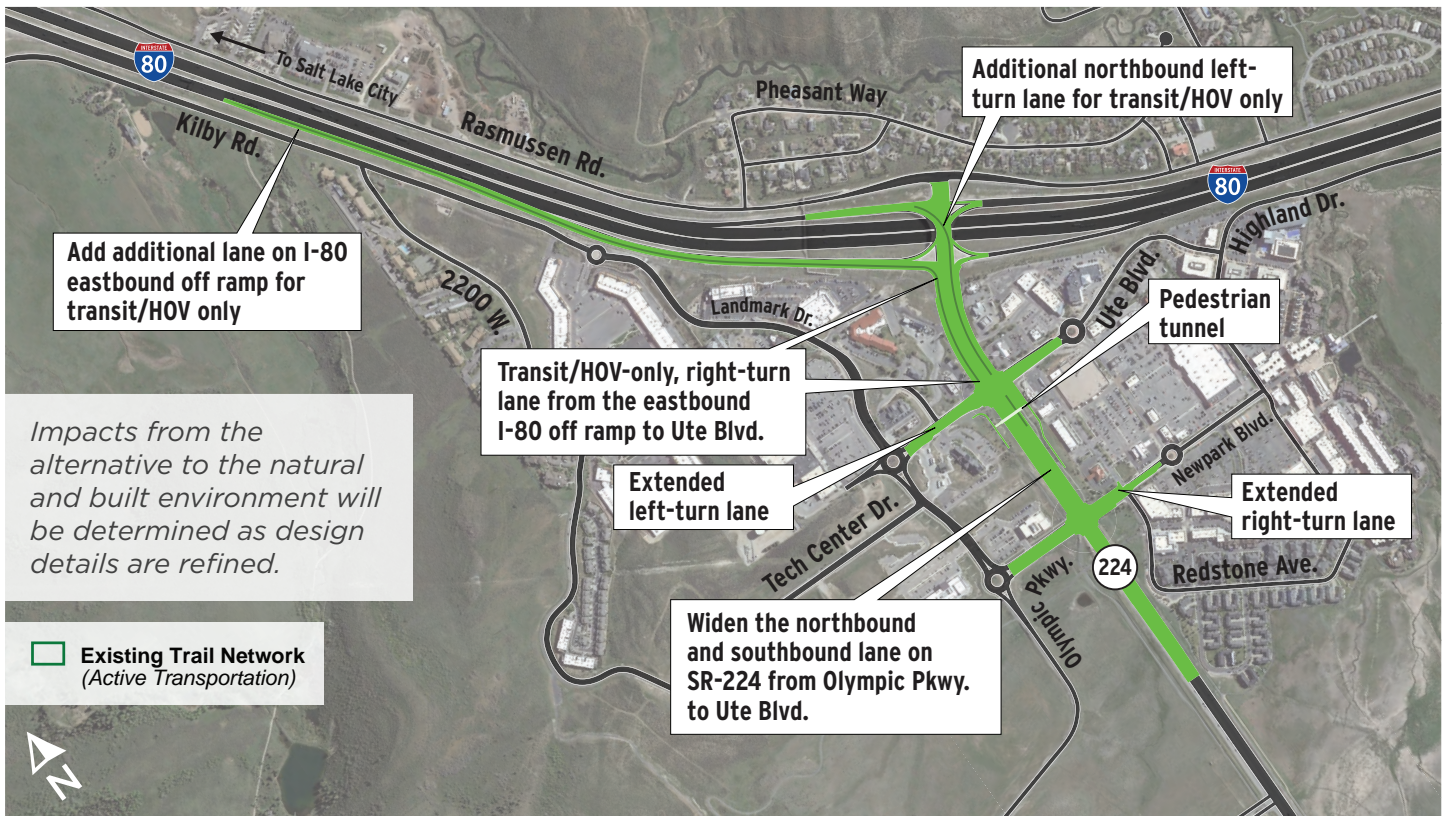 INTERSTATE
80
To Salt Lake City
Rasmussen Rd.
Kilby Rd.
Pheasant Way
Additional northbound left-
turn lane for transit/HOV only
INTERSTATE
80
Highland Dr.
Add additional lane on I-80
eastbound off ramp for
transit/HOV only
2200 W.
Landmark Dr.
Ute Blvd.
Pedestrian
tunnel
Transit/HOV-only, right-turn
lane from the eastbound
I-80 off ramp to Ute Blvd.
Impacts from the
alternative to the natural
and built environment will
be determined as design
details are refined.
Extended
left-turn lane
Newpark Blvd.
Extended
right-turn lane
Tech Center Dr.
Olympic Pkwy.
224
Redstone Ave.
Widen the northbound
and southbound lane on
SR-224 from Olympic Pkwy.
to Ute Blvd.
Existing Trail Network
(Active Transportation)
N